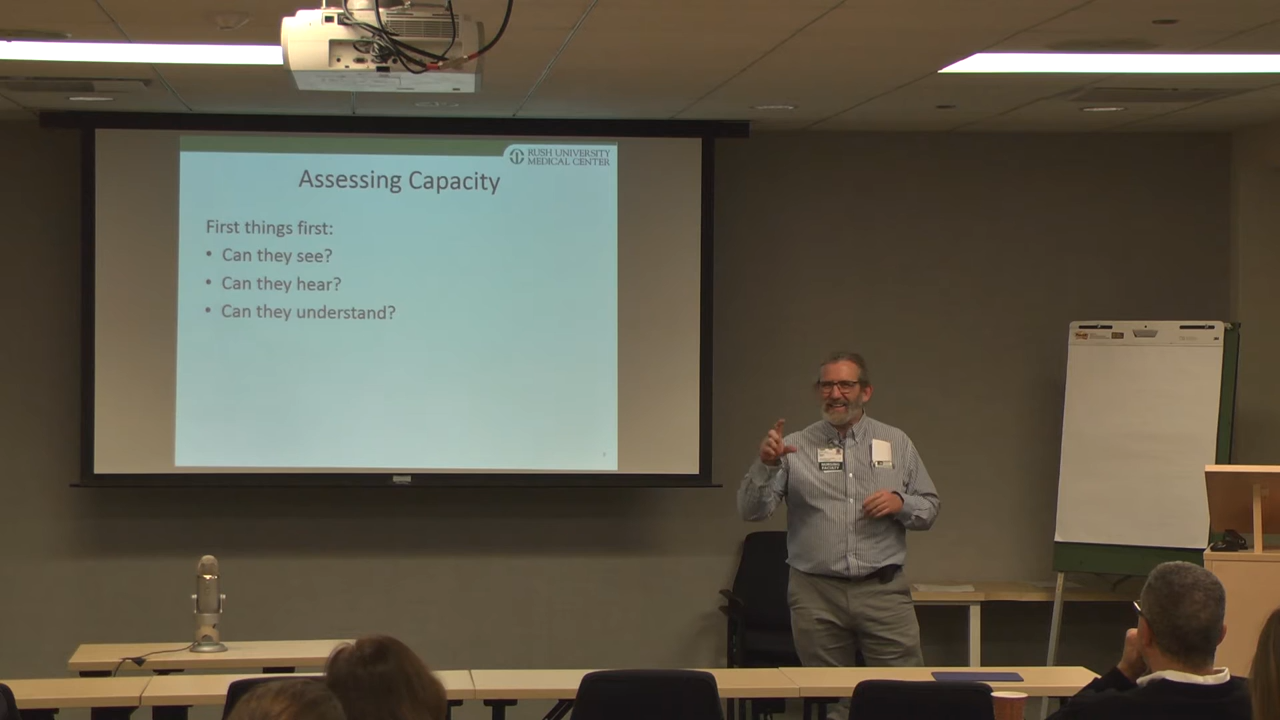 RUSH UNIVERSITY
MEDICAL CENTER
Assessing Capacity
First things first:
• Can they see?
• Can they hear?
• Can they understand?